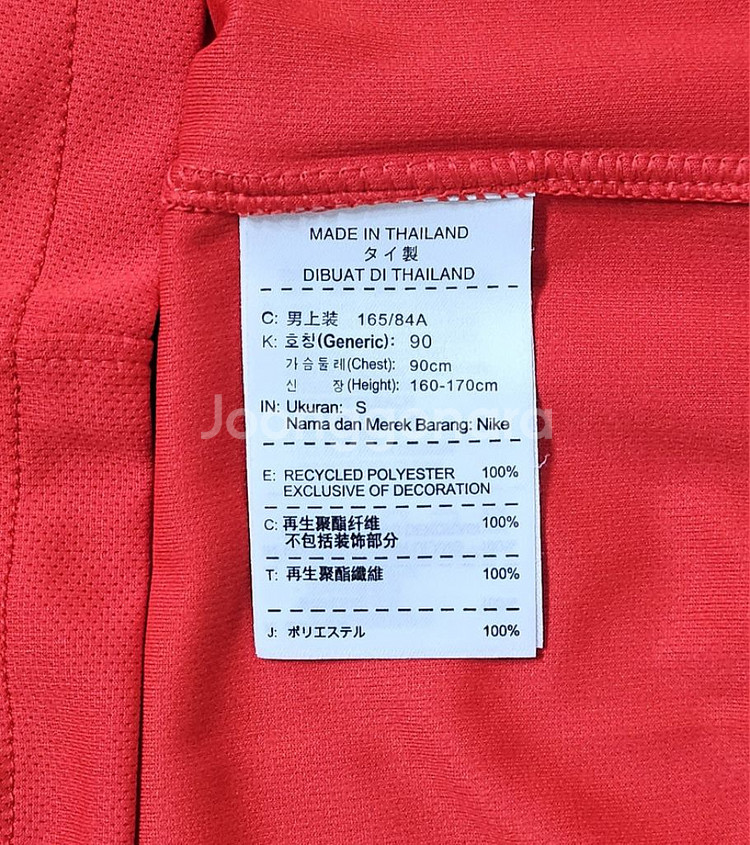 MADE IN THAILAND
タイ製
DIBUAT DI THAILAND
C: 男上装 165/84A
K: 호칭(Generic): 90
가슴둘레(Chest): 90cm
신 장(Height): 160-170cm
IN: Ukuran: S
Nama dan Merek Barang: Nike
Joonggonara
E: RECYCLED POLYESTER 100%
EXCLUSIVE OF DECORATION
C: 再生聚酯纤维 100%
不包括装饰部分
T: 再生聚酯纖維 100%
J: ポリエステル 100%